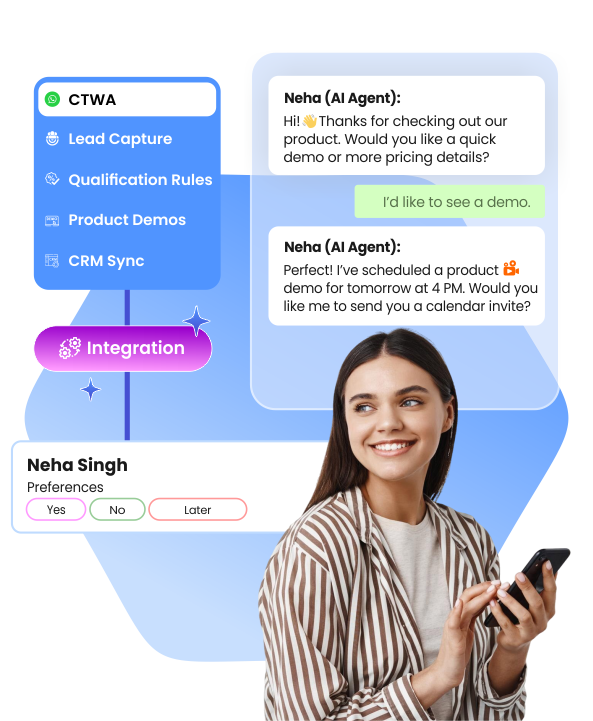 CTWA
Lead Capture
Qualification Rules
Product Demos
CRM Sync
Integration
Neha Singh
Preferences
Yes No Later
Neha (AI Agent):
Hi!👋Thanks for checking out our
product. Would you like a quick
demo or more pricing details?
I'd like to see a demo.
Neha (AI Agent):
Perfect! I've scheduled a product
demo for tomorrow at 4 PM. Would you
like me to send you a calendar invite?